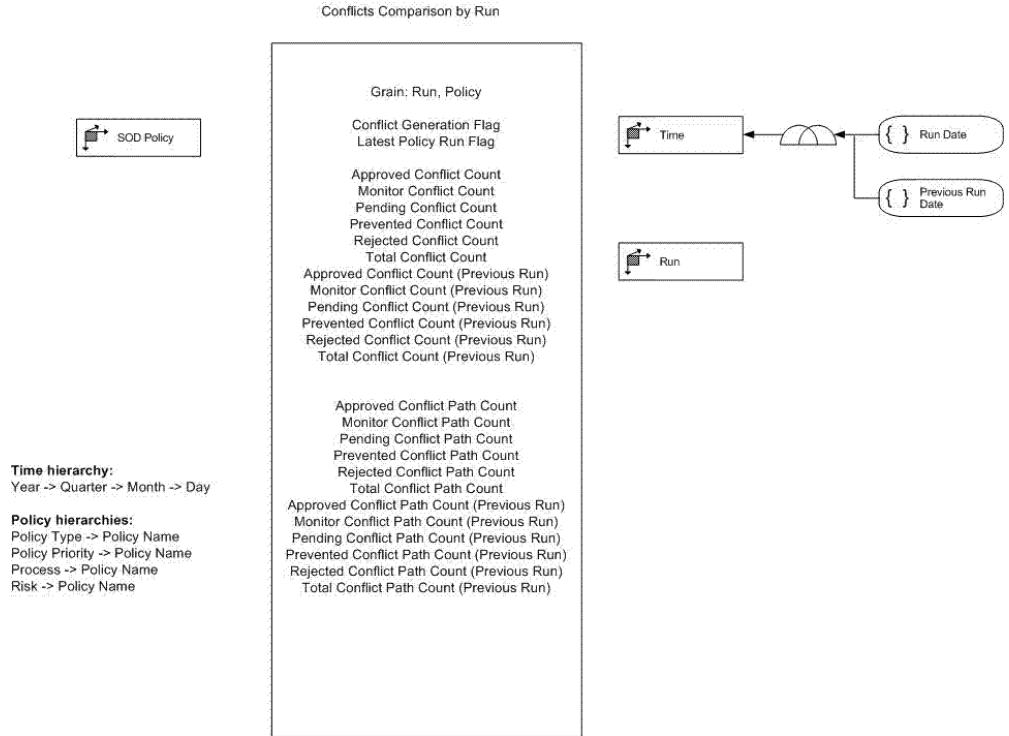 Conflicts Comparison by Run
Grain: Run, Policy
Conflict Generation Flag
Latest Policy Run Flag
Approved Conflict Count
Monitor Conflict Count
Pending Conflict Count
Prevented Conflict Count
Rejected Conflict Count
Total Conflict Count
Approved Conflict Count (Previous Run)
Monitor Conflict Count (Previous Run)
Pending Conflict Count (Previous Run)
Prevented Conflict Count (Previous Run)
Rejected Conflict Count (Previous Run)
Total Conflict Count (Previous Run)
Approved Conflict Path Count
Monitor Conflict Path Count
Pending Conflict Path Count
Prevented Conflict Path Count
Rejected Conflict Path Count
Total Conflict Path Count
Approved Conflict Path Count (Previous Run)
Monitor Conflict Path Count (Previous Run)
Pending Conflict Path Count (Previous Run)
Prevented Conflict Path Count (Previous Run)
Rejected Conflict Path Count (Previous Run)
Total Conflict Path Count (Previous Run)
SOD Policy
Time
{ } Run Date
{ } Previous Run
Date
Run
Time hierarchy:
Year -> Quarter -> Month -> Day
Policy hierarchies:
Policy Type -> Policy Name
Policy Priority -> Policy Name
Process -> Policy Name
Risk -> Policy Name